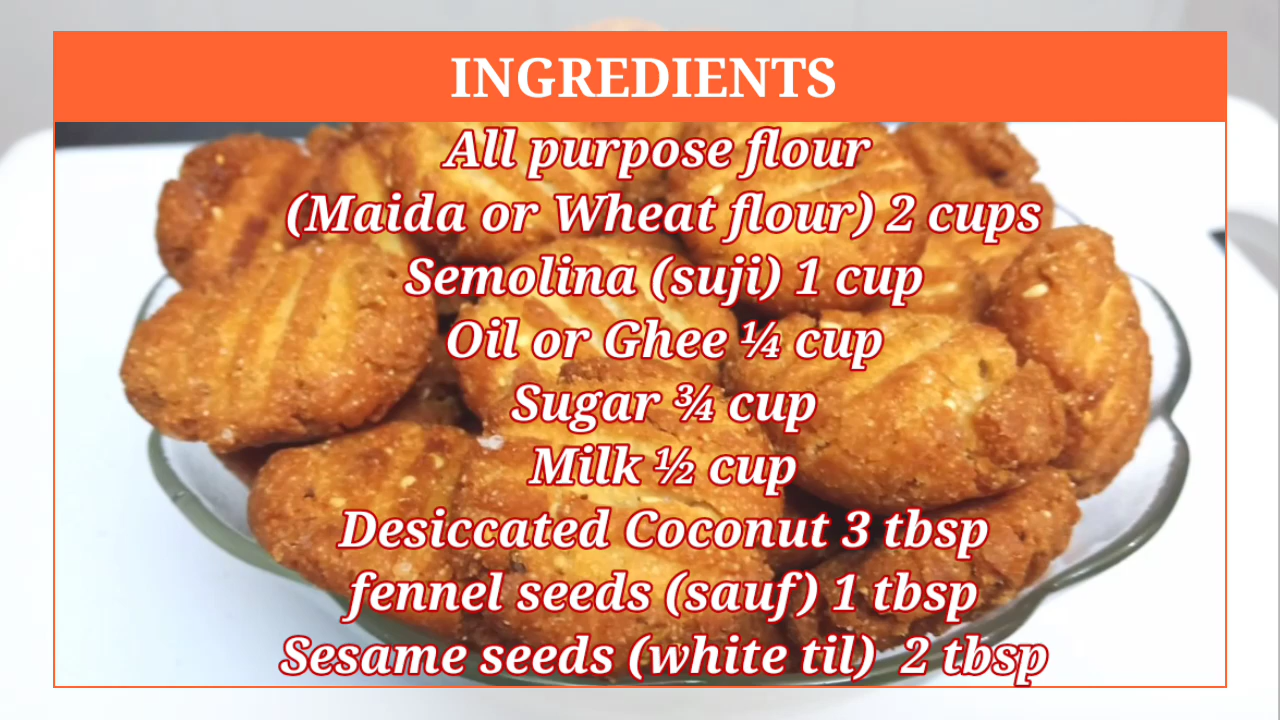 INGREDIENTS
All purpose flour
(Maida or Wheat flour) 2 cups
Semolina (suji) 1 cup
Oil or Ghee ¼ cup
Sugar ¾ cup
Milk ½ cup
Desiccated Coconut 3 tbsp
fennel seeds (sauf) 1 tbsp
Sesame seeds (white til)  2 tbsp